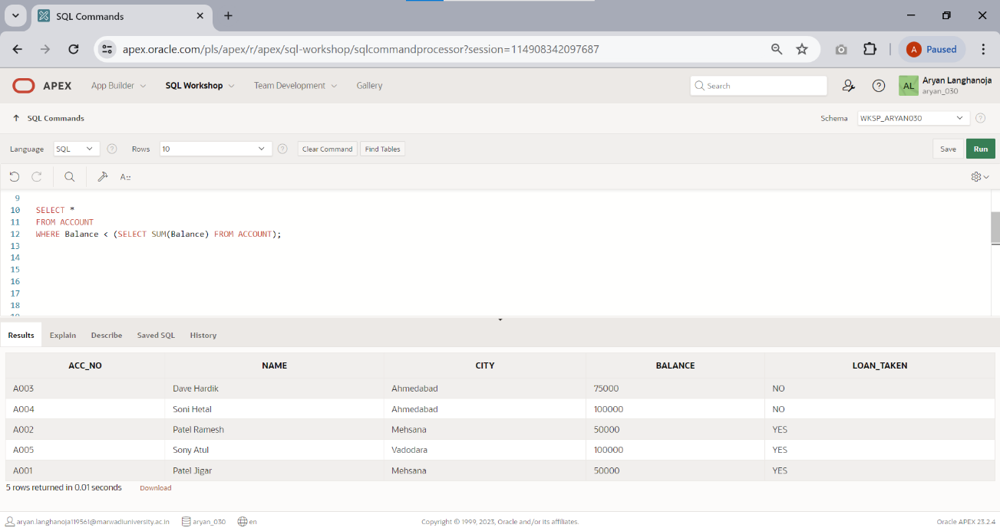 SQL Commands
apex.oracle.com/pls/apex/r/apex/sql-workshop/sqlcommandprocessor?session=114908342097687
A Paused
APEX App Builder SQL Workshop Team Development Gallery Search AL Aryan Langhanoja
aryan_030
SQL Commands Schema WKSP_ARYAN030
Language SQL Rows 10 Clear Command Find Tables Save Run
9
10 SELECT *
11 FROM ACCOUNT
12 WHERE Balance < (SELECT SUM(Balance) FROM ACCOUNT);
13
14
15
16
17
18
Results Explain Describe Saved SQL History
ACC_NO NAME CITY BALANCE LOAN_TAKEN
A003 Dave Hardik Ahmedabad 75000 NO
A004 Soni Hetal Ahmedabad 100000 NO
A002 Patel Ramesh Mehsana 50000 YES
A005 Sony Atul Vadodara 100000 YES
A001 Patel Jigar Mehsana 50000 YES
5 rows returned in 0.01 seconds Download
aryan.langhanoja119561@marwadiuniversity.ac.in aryan_030 en Copyright © 1999, 2023, Oracle and/or its affiliates. Oracle APEX 23.2.4